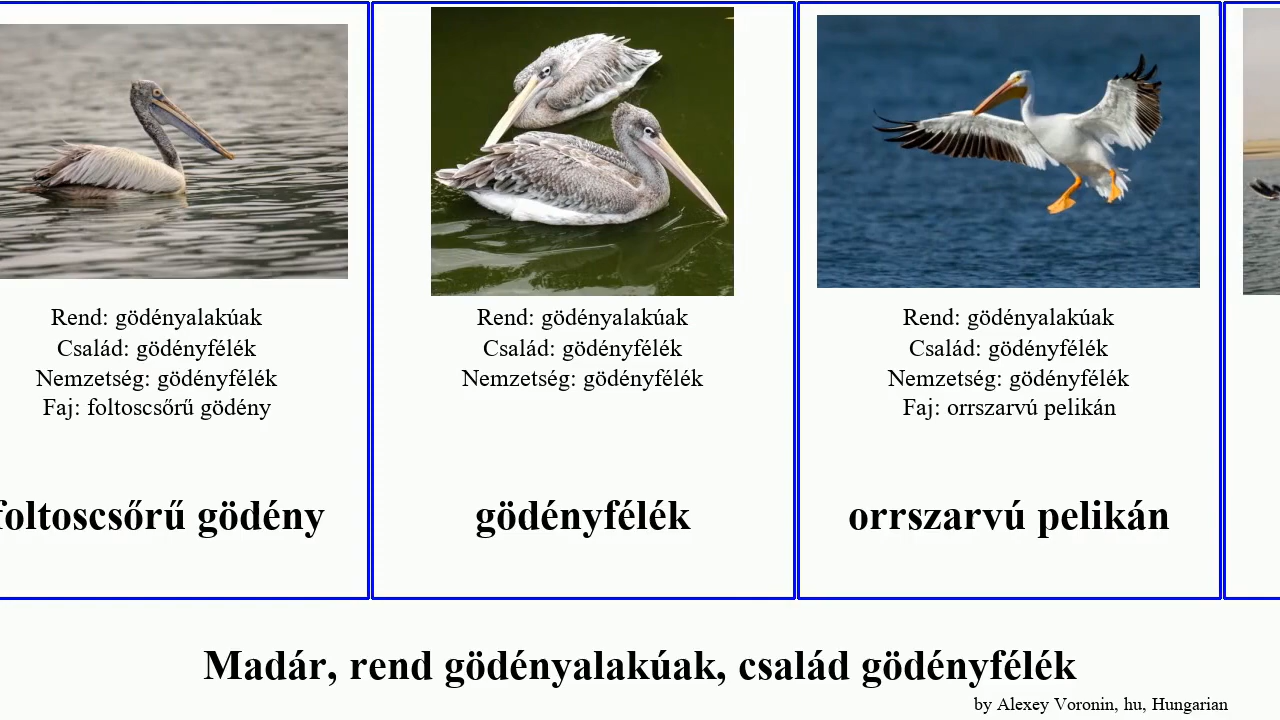 Rend: gödényalakúak
Család: gödényfélék
Nemzetség: gödényfélék
Faj: foltoscsőrű gödény
foltoscsőrű gödény
Rend: gödényalakúak
Család: gödényfélék
Nemzetség: gödényfélék
gödényfélék
Rend: gödényalakúak
Család: gödényfélék
Nemzetség: gödényfélék
Faj: orrszarvú pelikán
orrszarvú pelikán
Madár, rend gödényalakúak, család gödényfélék
by Alexey Voronin, hu, Hungarian